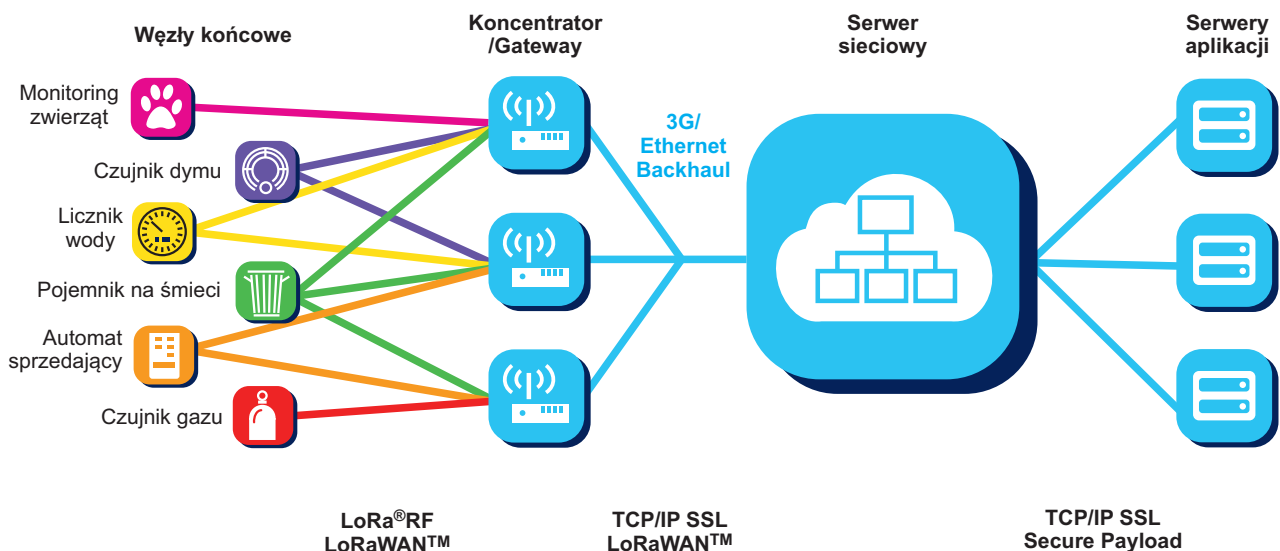 Węzły końcowe
Koncentrator
/Gateway
Serwer
sieciowy
Serwery
aplikacji
Monitoring
zwierząt
Czujnik dymu
Licznik
wody
Pojemnik na śmieci
Automat
sprzedający
Czujnik gazu
3G/
Ethernet
Backhaul
LoRa®RF
LoRaWAN™
TCP/IP SSL
LoRaWAN™
TCP/IP SSL
Secure Payload